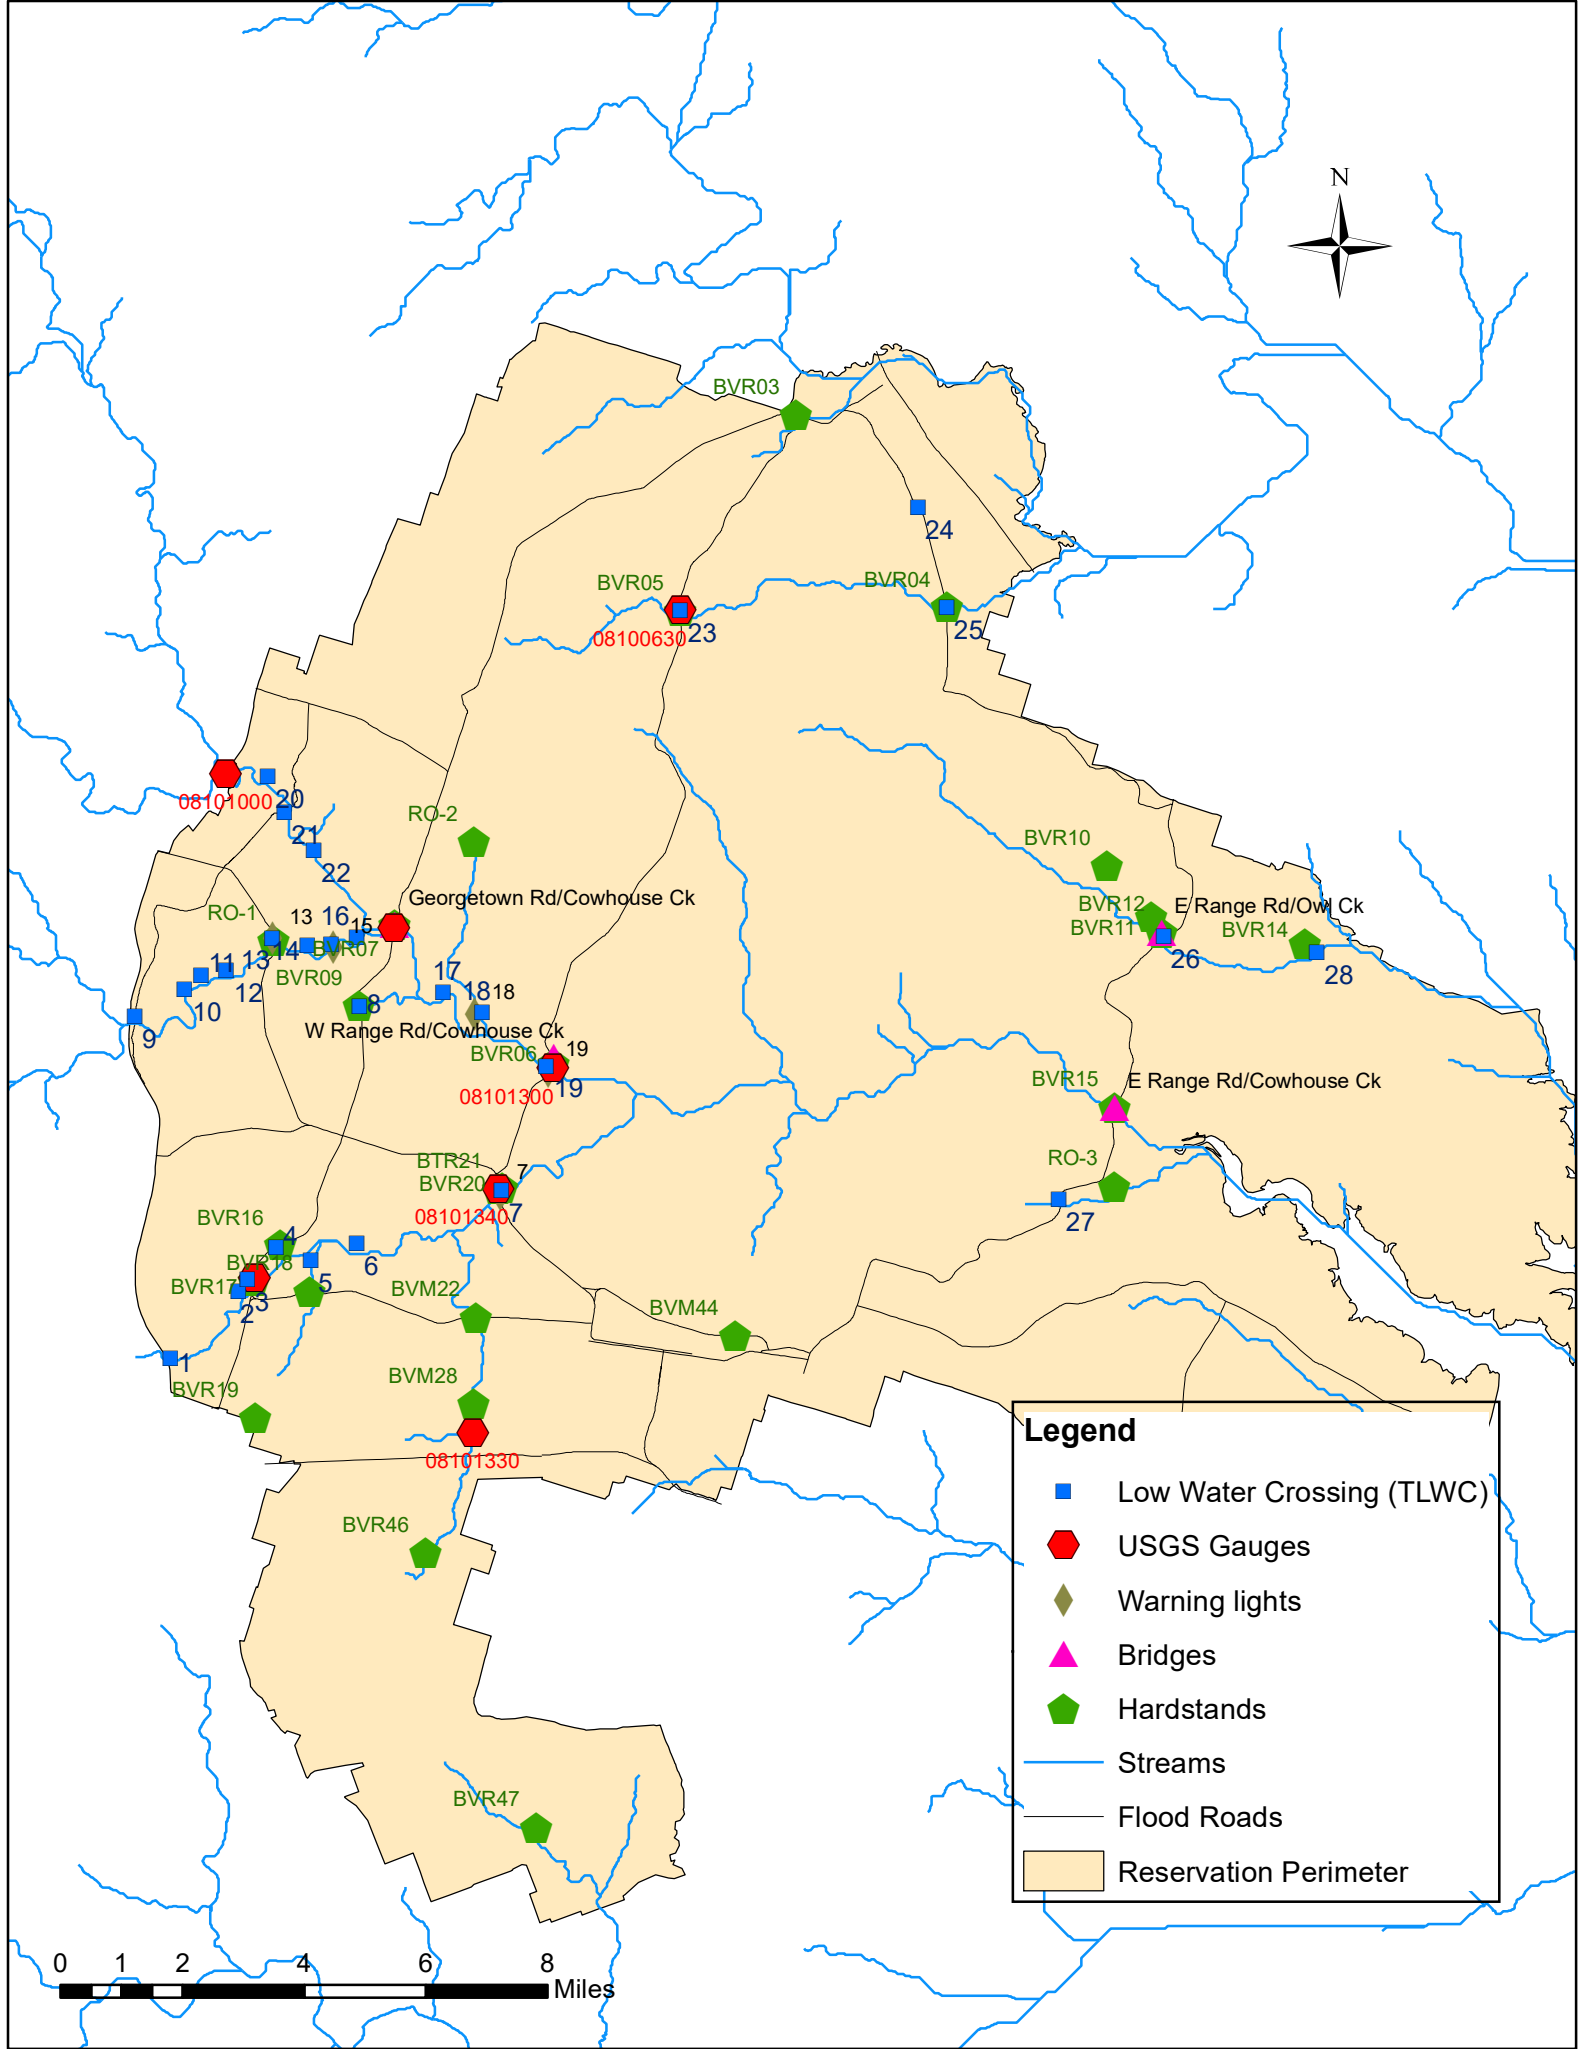 N
BVR03
24
BVR05
BVR04
23
25
08100630
08101000
20
RO-2
21
BVR10
22
Georgetown Rd/Cowhouse Ck
BVR12
E Range Rd/Owl Ck
RO-1
13
16
15
BVR11
BVR14
14
BVR07
26
28
11
13
BVR09
12
17
10
8
18
18
9
W Range Rd/Cowhouse Ck
BVR06
19
19
08101300
BVR15
E Range Rd/Cowhouse Ck
BTR21
7
RO-3
BVR20
08101340
7
27
BVR16
4
BVR18
6
BVR17
5
3
2
BVM22
BVM44
1
BVR19
BVM28
08101330
BVR46
BVR47
Legend
Low Water Crossing (TLWC)
USGS Gauges
Warning lights
Bridges
Hardstands
Streams
Flood Roads
Reservation Perimeter
0 1 2 4 6 8
Miles